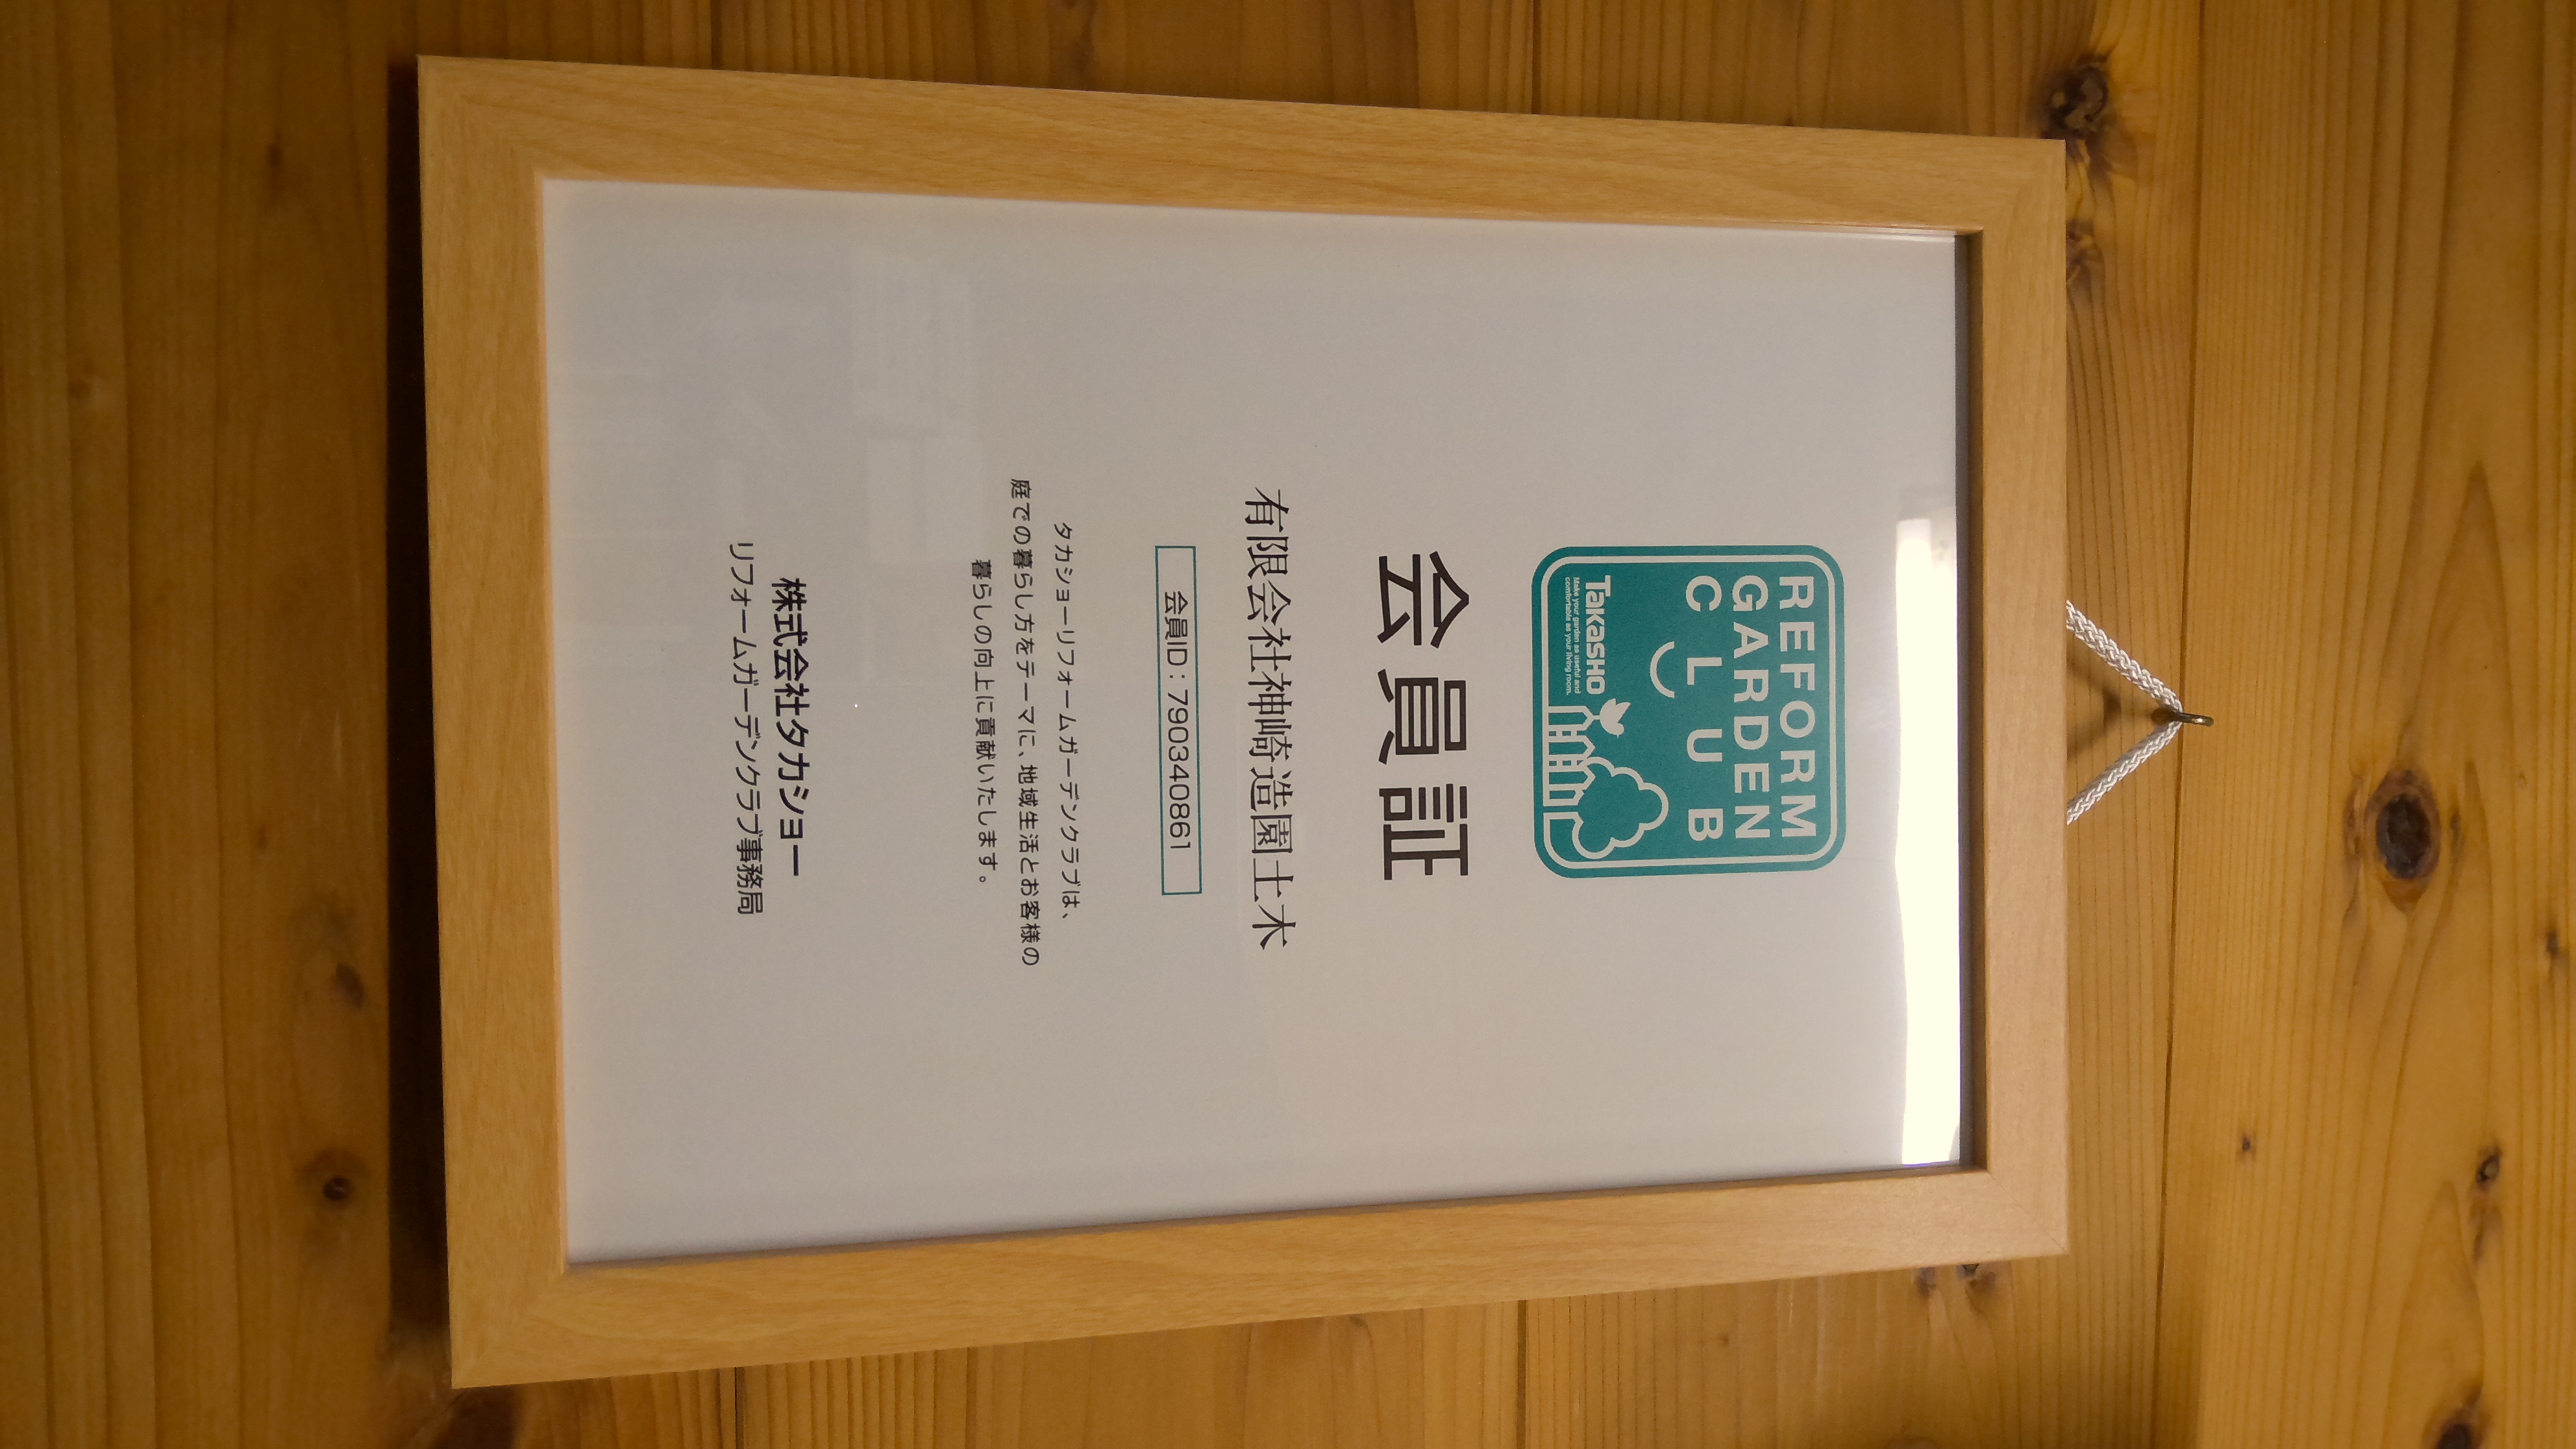 REFORM
GARDEN
CLUB
Takasho
Make your garden as useful and
comfortable as your living room.
会員証
有限会社神崎造園土木
会員ID：7903340861
タカショーリフォームガーデンクラブは、
庭での暮らし方をテーマに、地域生活とお客様の
暮らしの向上に貢献いたします。
株式会社タカショー
リフォームガーデンクラブ事務局